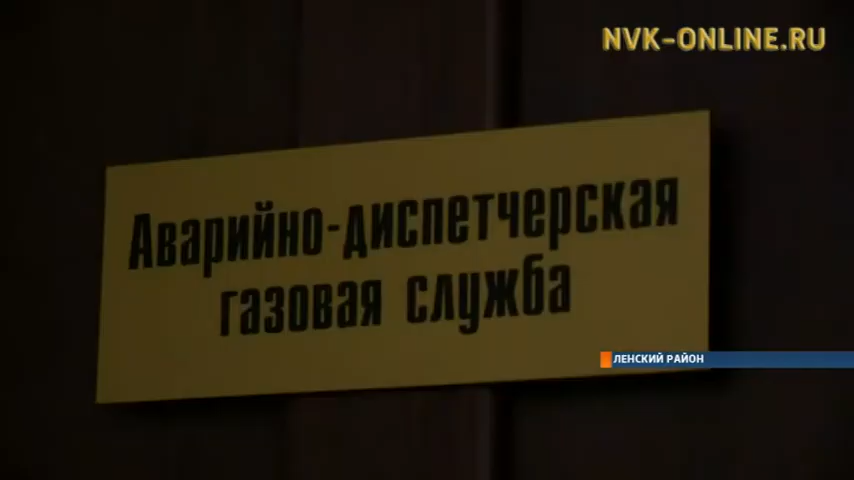 NVK-ONLINE.RU
Аварийно-диспетчерская
газовая служба
ЛЕНСКИЙ РАЙОН